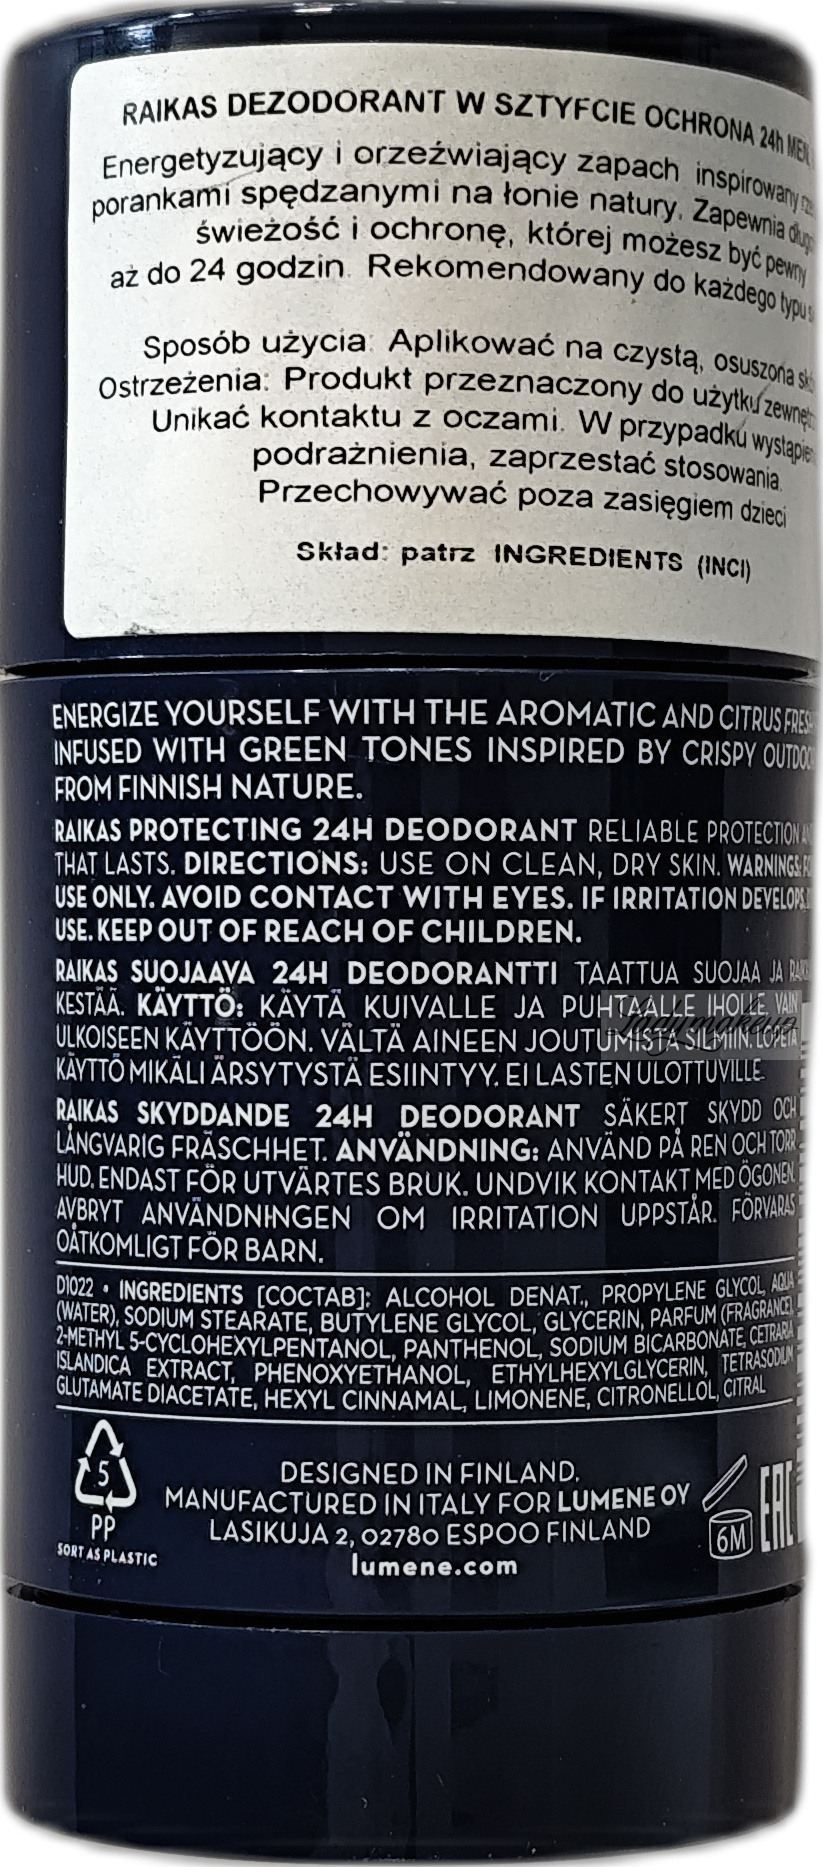 RAIKAS DEZODORANT W SZTYFCIE OCHRONA 24h MEN,
Energetyzujący i orzeźwiający zapach inspirowany
porankami spędzanymi na łonie natury. Zapewnia
świeżość i ochronę, której możesz być pewny
aż do 24 godzin. Rekomendowany do każdego typu
Sposób użycia: Aplikować na czystą, osuszoną
Ostrzeżenia: Produkt przeznaczony do użytku
Unikać kontaktu z oczami. W przypadku
podrażnienia, zaprzestać stosowania.
Przechowywać poza zasięgiem dzieci
Skład: patrz INGREDIENTS (INCI)
ENERGIZE YOURSELF WITH THE AROMATIC AND CITRUS
INFUSED WITH GREEN TONES INSPIRED BY CRISPY
FROM FINNISH NATURE.
RAIKAS PROTECTING 24H DEODORANT RELIABLE PROTECTION
THAT LASTS. DIRECTIONS: USE ON CLEAN, DRY SKIN. WARNINGS:
USE ONLY. AVOID CONTACT WITH EYES. IF IRRITATION DEVELOPS,
USE. KEEP OUT OF REACH OF CHILDREN.
RAIKAS SUOJAAVA 24H DEODORANTTI TAATTUA SUOJAA JA
KESTÄÄ. KÄYTTÖ: KÄYTÄ KUIVALLE JA PUHTAALLE IHOLLE. VAIN
ULKOISEEN KÄYTTÖÖN. VÄLTÄ AINEEN JOUTUMISTA SILMIIN. LOPETA
KÄYTTÖ MIKÄLI ÄRSYTYSTÄ ESIINTYY. EI LASTEN ULOTTUVILLE.
Ladymakeup
RAIKAS SKYDDANDE 24H DEODORANT SÄKERT SKYDD OCH
LÅNGVARIG FRÄSCHHET. ANVÄNDNING: ANVÄND PÅ REN OCH TORR
HUD. ENDAST FÖR UTVÄRTES BRUK. UNDVIK KONTAKT MED ÖGONEN.
AVBRYT ANVÄNDNINGEN OM IRRITATION UPPSTÅR. FÖRVARAS
OÅTKOMLIGT FÖR BARN.
D1022 • INGREDIENTS [СОСТАВ]: ALCOHOL DENAT., PROPYLENE GLYCOL, AQUA
(WATER), SODIUM STEARATE, BUTYLENE GLYCOL, GLYCERIN, PARFUM (FRAGRANCE),
2-METHYL 5-CYCLOHEXYLPENTANOL, PANTHENOL, SODIUM BICARBONATE, CETRARIA
ISLANDICA EXTRACT, PHENOXYETHANOL, ETHYLHEXYLGLYCERIN, TETRASODIUM
GLUTAMATE DIACETATE, HEXYL CINNAMAL, LIMONENE, CITRONELLOL, CITRAL
5
PP
SORT AS PLASTIC
DESIGNED IN FINLAND.
MANUFACTURED IN ITALY FOR LUMENE OY
LASIKUJA 2, 02780 ESPOO FINLAND
lumene.com
6M
EAC